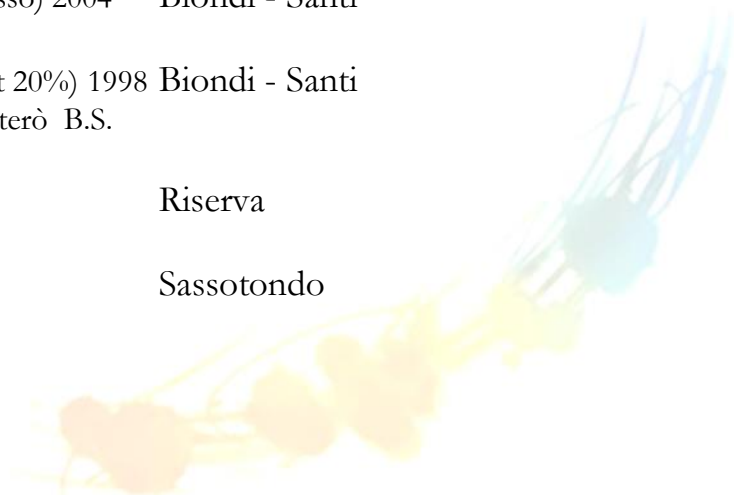 sso) 2004 Biondi - Santi
t 20%) 1998 Biondi - Santi
terò B.S.
Riserva
Sassotondo